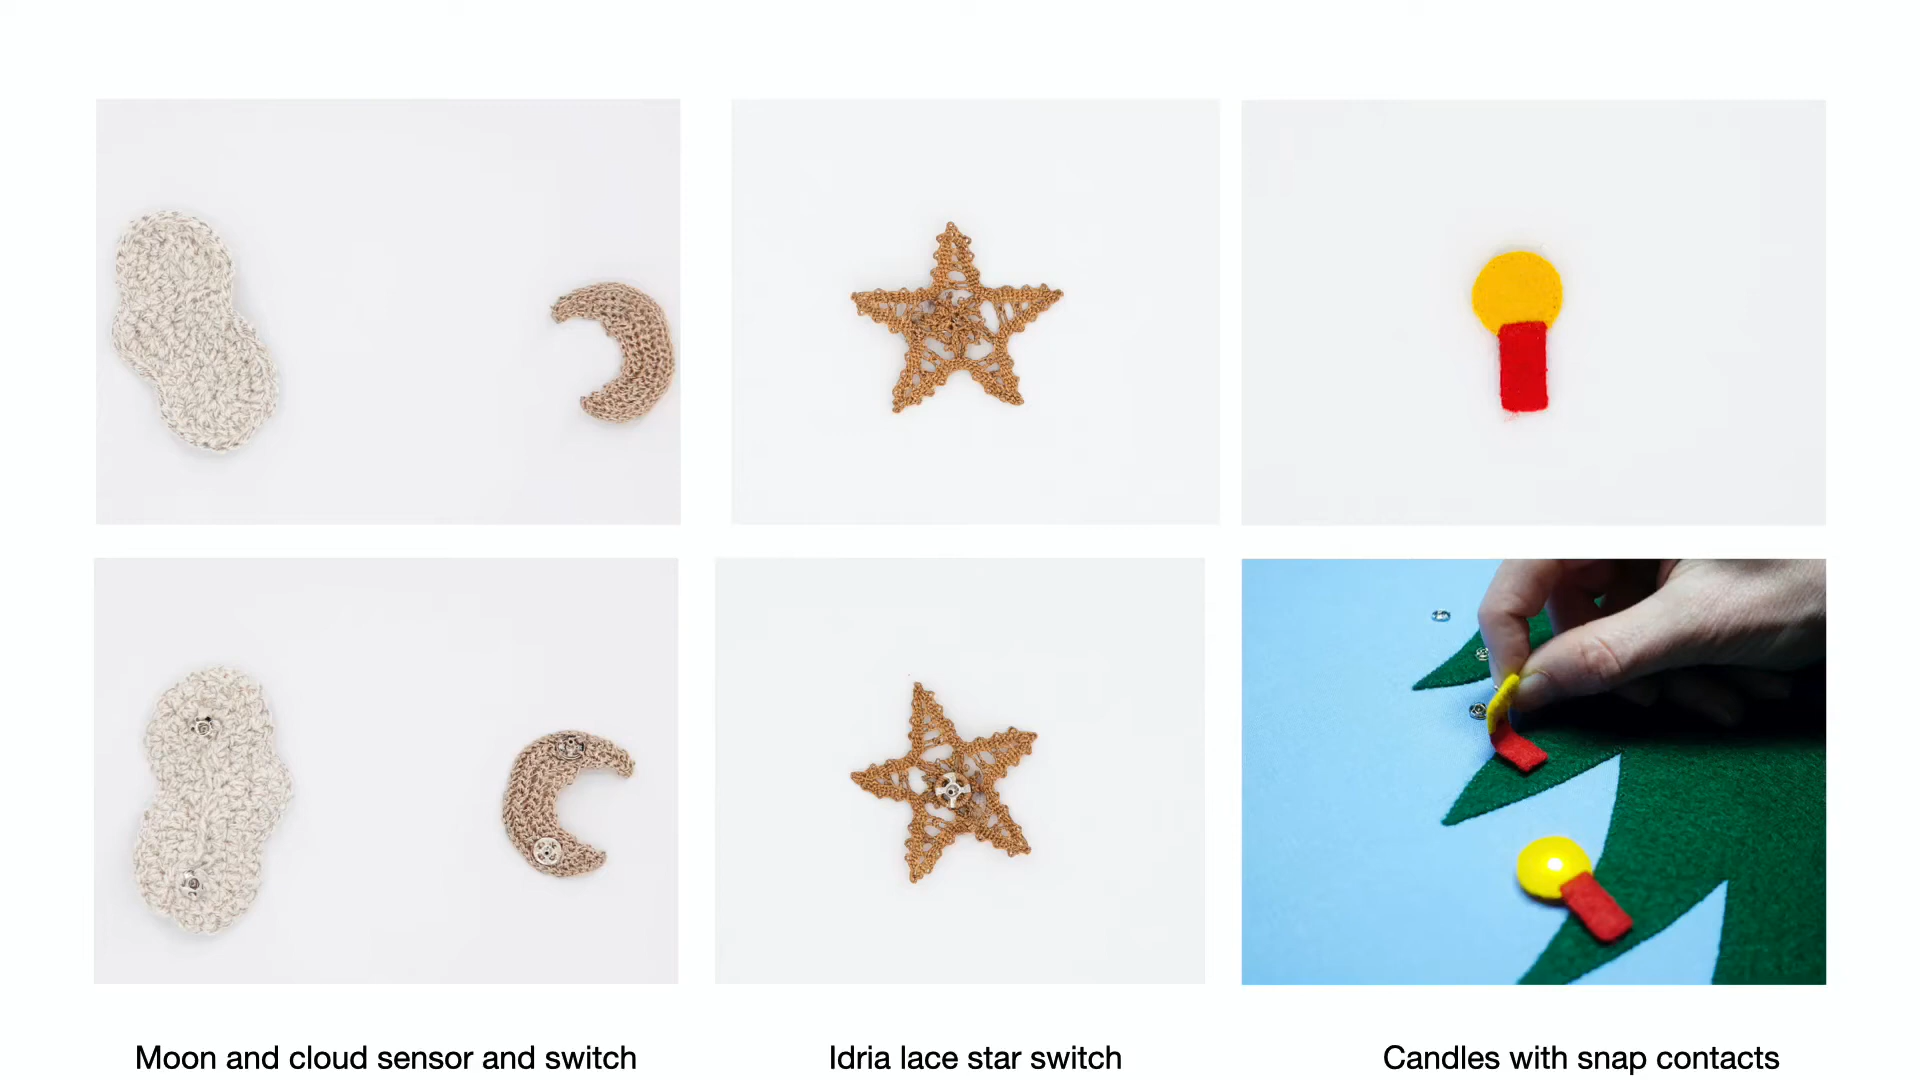 Moon and cloud sensor and switch
Idria lace star switch
Candles with snap contacts